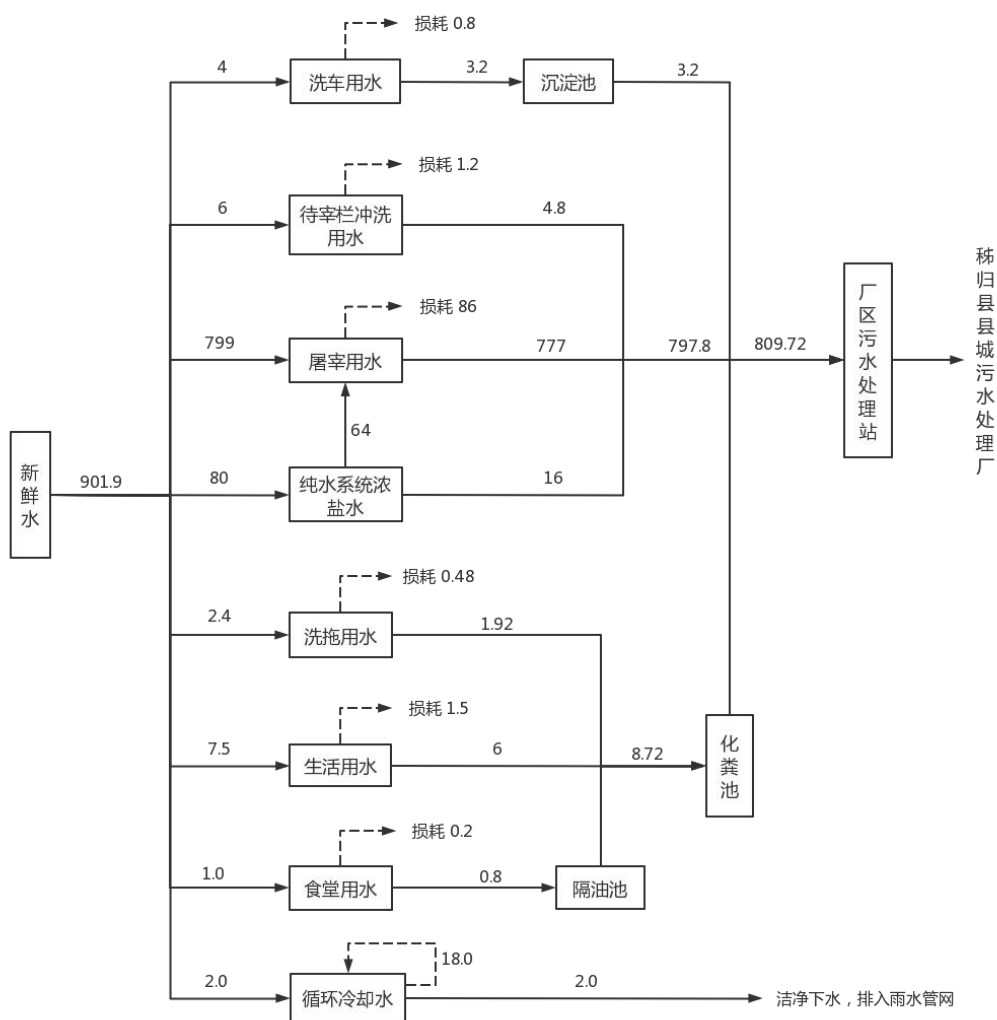 损耗 0.8
4
洗车用水
3.2
沉淀池
3.2
损耗 1.2
6
待宰栏冲洗
用水
4.8
损耗 86
799
屠宰用水
777
797.8
809.72
厂区污水处理站
秭归县县城污水处理厂
64
新鲜水
901.9
80
纯水系统浓
盐水
16
损耗 0.48
2.4
洗拖用水
1.92
损耗 1.5
7.5
生活用水
6
8.72
化粪池
损耗 0.2
1.0
食堂用水
0.8
隔油池
18.0
2.0
循环冷却水
2.0
洁净下水，排入雨水管网